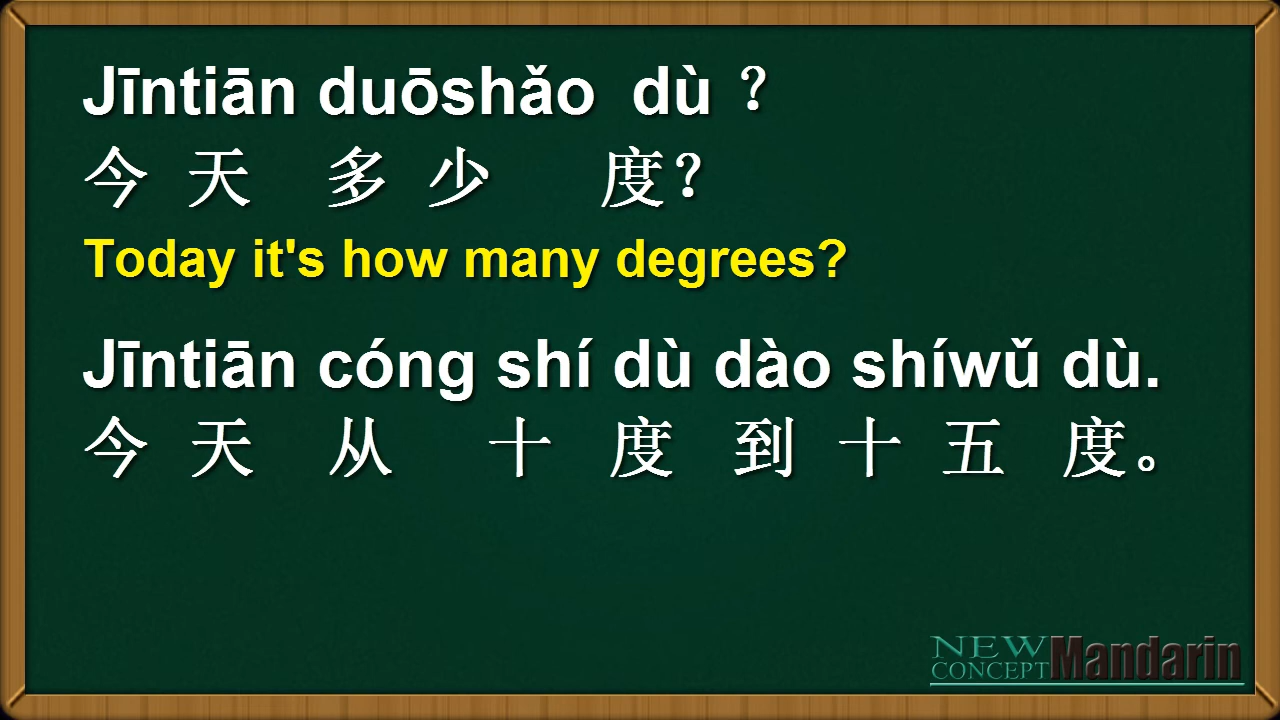 Jīntiān duōshǎo dù？
今天 多少 度？
Today it's how many degrees?
Jīntiān cóng shí dù dào shíwǔ dù.
今天 从 十 度 到 十五 度。
NEW
CONCEPT Mandarin